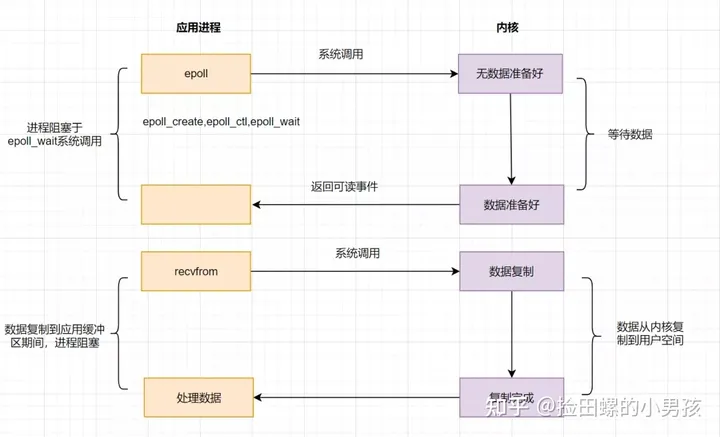 应用进程
内核
系统调用
epoll
无数据准备好
进程阻塞于
epoll_wait系统调用
epoll_create,epoll_ctl,epoll_wait
等待数据
返回可读事件
数据准备好
系统调用
recvfrom
数据复制
数据复制到应用缓冲
区期间，进程阻塞
数据从内核复
制到用户空间
处理数据
复制完成
知乎 @捡田螺的小男孩